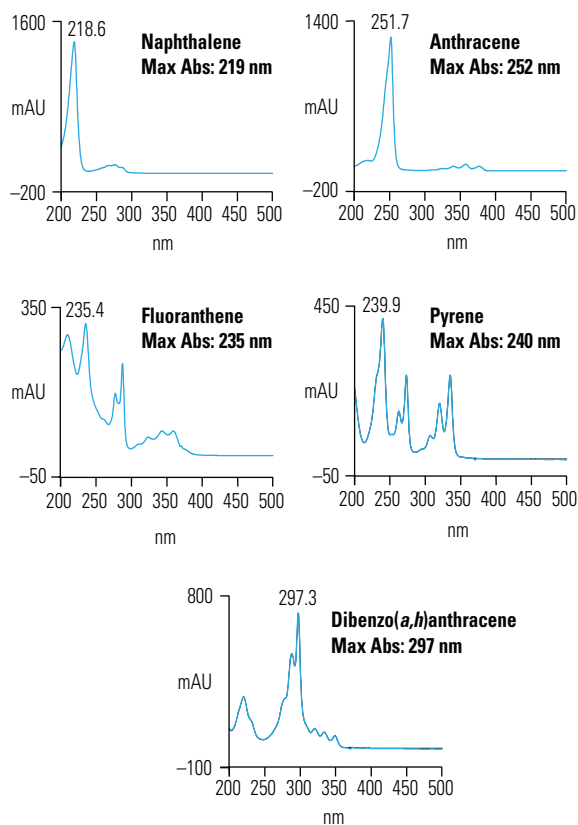 1600
218.6
Naphthalene
Max Abs: 219 nm
mAU
–200
200 250 300 350 400 450 500
nm
1400
251.7
Anthracene
Max Abs: 252 nm
mAU
–200
200 250 300 350 400 450 500
nm
350
235.4
Fluoranthene
Max Abs: 235 nm
mAU
–50
200 250 300 350 400 450 500
nm
450
239.9
Pyrene
Max Abs: 240 nm
mAU
–50
200 250 300 350 400 450 500
nm
800
297.3
Dibenzo(a,h)anthracene
Max Abs: 297 nm
mAU
–100
200 250 300 350 400 450 500
nm